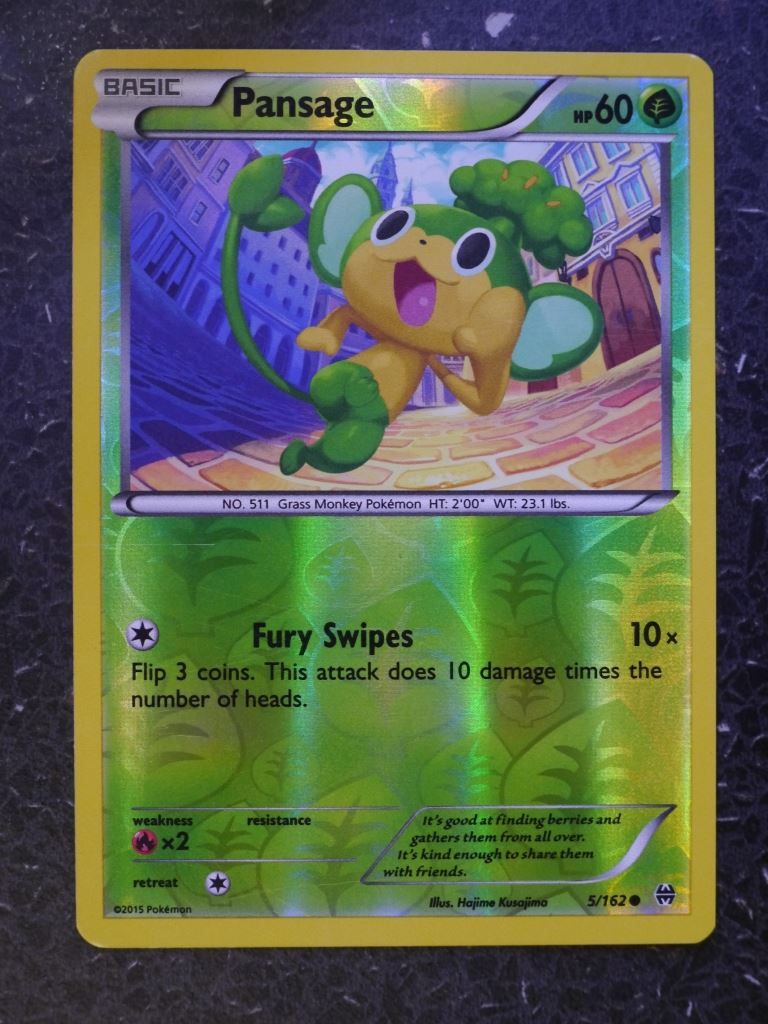 BASIC
Pansage
HP 60
NO. 511 Grass Monkey Pokémon HT: 2'00" WT: 23.1 lbs.
Fury Swipes 10×
Flip 3 coins. This attack does 10 damage times the
number of heads.
weakness resistance
×2
retreat
It's good at finding berries and
gathers them from all over.
It's kind enough to share them
with friends.
©2015 Pokémon
Illus. Hajime Kusajima
5/162